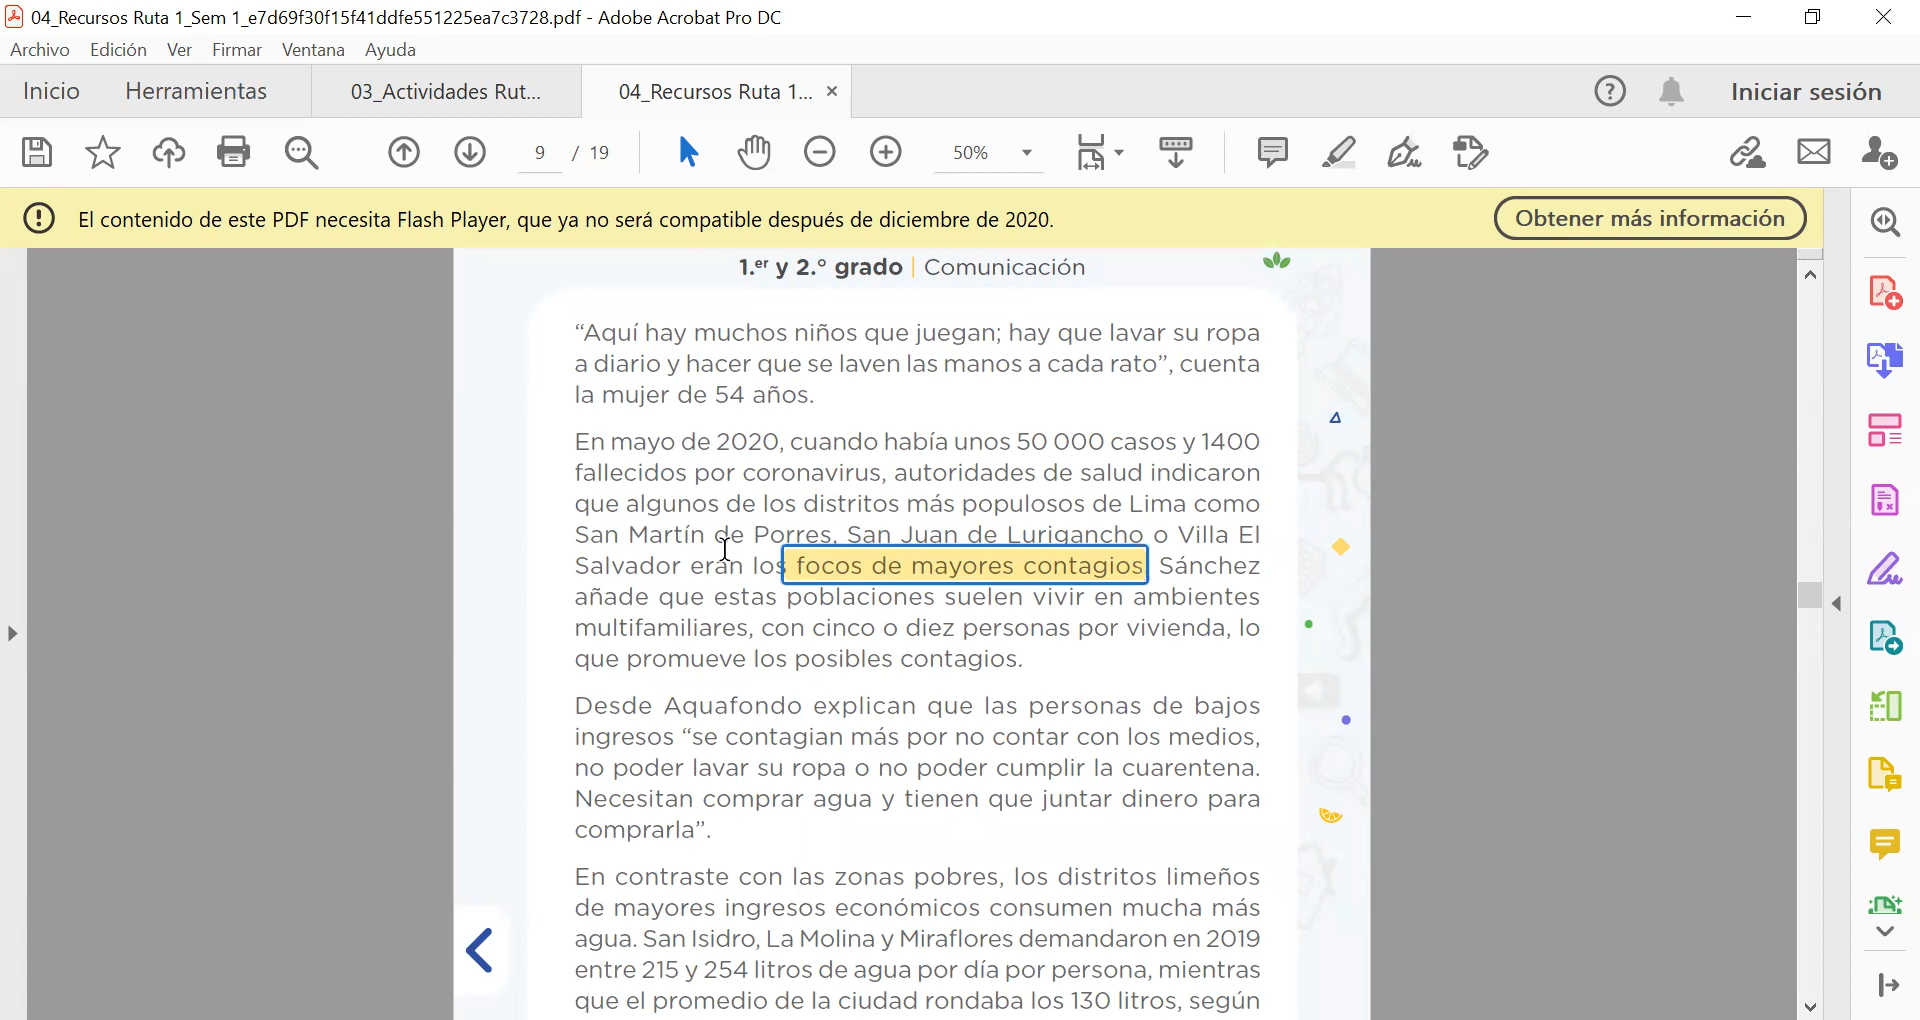 04_Recursos Ruta 1_Sem 1_e7d69f30f15f41ddfe551225ea7c3728.pdf - Adobe Acrobat Pro DC
Archivo Edición Ver Firmar Ventana Ayuda
Inicio Herramientas 03_Actividades Rut... 04_Recursos Ruta 1... × Iniciar sesión
9 / 19 50%
El contenido de este PDF necesita Flash Player, que ya no será compatible después de diciembre de 2020. Obtener más información
1.er y 2.° grado | Comunicación
“Aquí hay muchos niños que juegan; hay que lavar su ropa
a diario y hacer que se laven las manos a cada rato”, cuenta
la mujer de 54 años.
En mayo de 2020, cuando había unos 50 000 casos y 1400
fallecidos por coronavirus, autoridades de salud indicaron
que algunos de los distritos más populosos de Lima como
San Martín de Porres, San Juan de Lurigancho o Villa El
Salvador eran los focos de mayores contagios. Sánchez
añade que estas poblaciones suelen vivir en ambientes
multifamiliares, con cinco o diez personas por vivienda, lo
que promueve los posibles contagios.
Desde Aquafondo explican que las personas de bajos
ingresos “se contagian más por no contar con los medios,
no poder lavar su ropa o no poder cumplir la cuarentena.
Necesitan comprar agua y tienen que juntar dinero para
comprarla”.
En contraste con las zonas pobres, los distritos limeños
de mayores ingresos económicos consumen mucha más
agua. San Isidro, La Molina y Miraflores demandaron en 2019
entre 215 y 254 litros de agua por día por persona, mientras
que el promedio de la ciudad rondaba los 130 litros, según